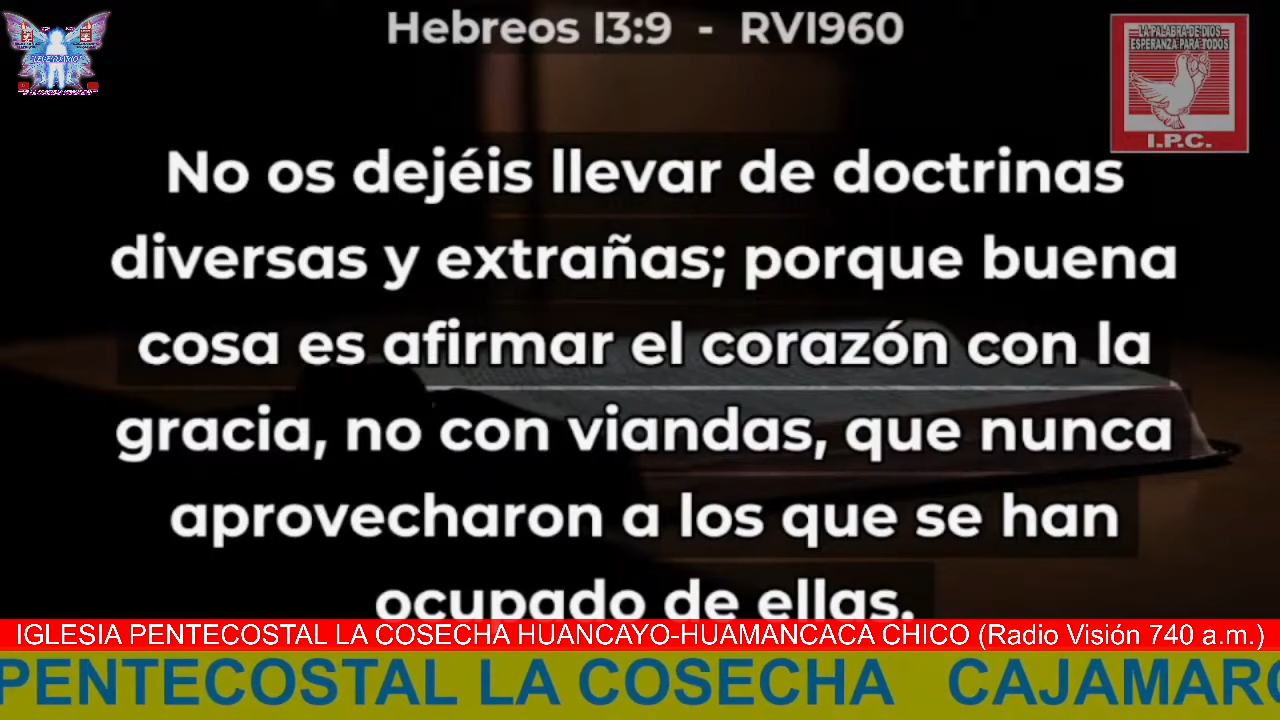 Hebreos 13:9 - RV1960
LA PALABRA DE DIOS
ESPERANZA PARA TODOS
I.P.C.
No os dejéis llevar de doctrinas
diversas y extrañas; porque buena
cosa es afirmar el corazón con la
gracia, no con viandas, que nunca
aprovecharon a los que se han
ocupado de ellas.
IGLESIA PENTECOSTAL LA COSECHA HUANCAYO-HUAMANCACA CHICO (Radio Visión 740 a.m.)
PENTECOSTAL LA COSECHA CAJAMARC